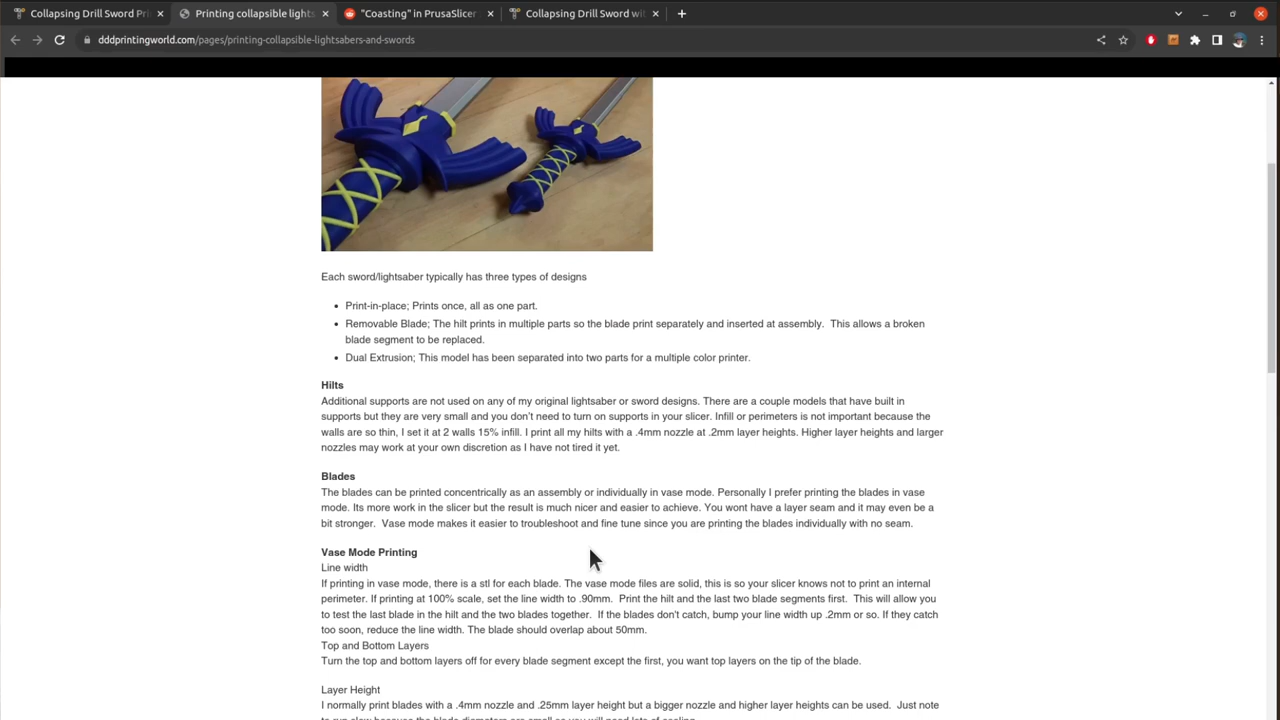 Collapsing Drill Sword Pri
Printing collapsible lights
"Coasting" in PrusaSlicer
Collapsing Drill Sword wit
dddprintingworld.com/pages/printing-collapsible-lightsabers-and-swords
Each sword/lightsaber typically has three types of designs
Print-in-place; Prints once, all as one part.
Removable Blade; The hilt prints in multiple parts so the blade print separately and inserted at assembly. This allows a broken
blade segment to be replaced.
Dual Extrusion; This model has been separated into two parts for a multiple color printer.
Hilts
Additional supports are not used on any of my original lightsaber or sword designs. There are a couple models that have built in
supports but they are very small and you don't need to turn on supports in your slicer. Infill or perimeters is not important because the
walls are so thin, I set it at 2 walls 15% infill. I print all my hilts with a .4mm nozzle at .2mm layer heights. Higher layer heights and larger
nozzles may work at your own discretion as I have not tired it yet.
Blades
The blades can be printed concentrically as an assembly or individually in vase mode. Personally I prefer printing the blades in vase
mode. Its more work in the slicer but the result is much nicer and easier to achieve. You wont have a layer seam and it may even be a
bit stronger. Vase mode makes it easier to troubleshoot and fine tune since you are printing the blades individually with no seam.
Vase Mode Printing
Line width
If printing in vase mode, there is a stl for each blade. The vase mode files are solid, this is so your slicer knows not to print an internal
perimeter. If printing at 100% scale, set the line width to .90mm. Print the hilt and the last two blade segments first. This will allow you
to test the last blade in the hilt and the two blades together. If the blades don't catch, bump your line width up .2mm or so. If they catch
too soon, reduce the line width. The blade should overlap about 50mm.
Top and Bottom Layers
Turn the top and bottom layers off for every blade segment except the first, you want top layers on the tip of the blade.
Layer Height
I normally print blades with a .4mm nozzle and .25mm layer height but a bigger nozzle and higher layer heights can be used. Just note